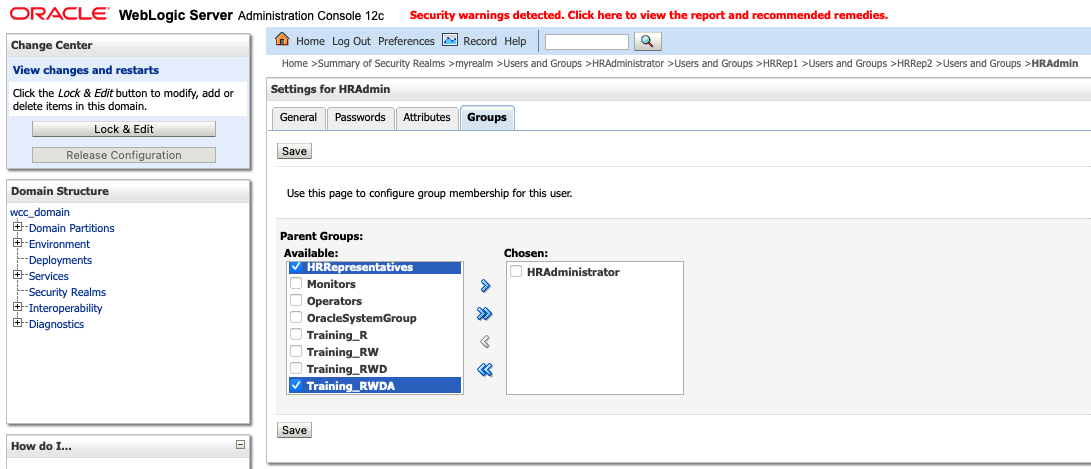 ORACLE WebLogic Server Administration Console 12c
Security warnings detected. Click here to view the report and recommended remedies.
Change Center
View changes and restarts
Click the Lock & Edit button to modify, add or
delete items in this domain.
Lock & Edit
Release Configuration
Domain Structure
wcc_domain
Domain Partitions
Environment
Deployments
Services
Security Realms
Interoperability
Diagnostics
How do I...
Home Log Out Preferences Record Help
Home >Summary of Security Realms >myrealm >Users and Groups >HRAdministrator >Users and Groups >HRRep1 >Users and Groups >HRRep2 >Users and Groups >HRAdmin
Settings for HRAdmin
General Passwords Attributes Groups
Save
Use this page to configure group membership for this user.
Parent Groups:
Available:
HRRepresentatives
Monitors
Operators
OracleSystemGroup
Training_R
Training_RW
Training_RWD
Training_RWDA
Chosen:
HRAdministrator
Save